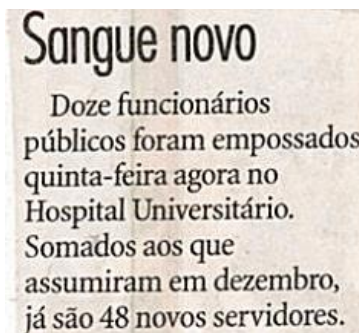 Sangue novo
Doze funcionários
públicos foram empossados
quinta-feira agora no
Hospital Universitário.
Somados aos que
assumiram em dezembro,
já são 48 novos servidores.